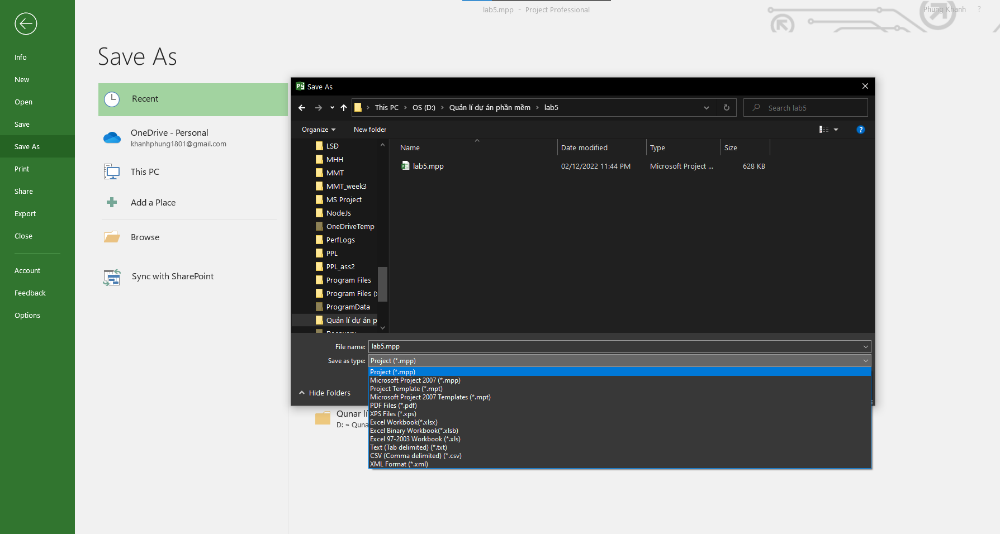 lab5.mpp - Project Professional
Phung Khanh ?
Info
New
Open
Save
Save As
Print
Share
Export
Close
Account
Feedback
Options
Save As
Recent
OneDrive - Personal
khanhphung1801@gmail.com
This PC
Add a Place
Browse
Sync with SharePoint
Save As
This PC › OS (D:) › Quản lí dự án phần mềm › lab5
Search lab5
Organize
New folder
?
LSĐ
MHH
MMT
MMT_week3
MS Project
NodeJs
OneDriveTemp
PerfLogs
PPL
PPL_ass2
Program Files
Program Files (x
ProgramData
Quản lí dự án p
Recovery
Name Date modified Type Size
lab5.mpp 02/12/2022 11:44 PM Microsoft Project ... 628 KB
File name: lab5.mpp
Save as type: Project (*.mpp)
Project (*.mpp)
Microsoft Project 2007 (*.mpp)
Project Template (*.mpt)
Microsoft Project 2007 Templates (*.mpt)
PDF Files (*.pdf)
XPS Files (*.xps)
Excel Workbook(*.xlsx)
Excel Binary Workbook(*.xlsb)
Excel 97-2003 Workbook (*.xls)
Text (Tab delimited) (*.txt)
CSV (Comma delimited) (*.csv)
XML Format (*.xml)
Hide Folders
Qunar lí
D: » Quna